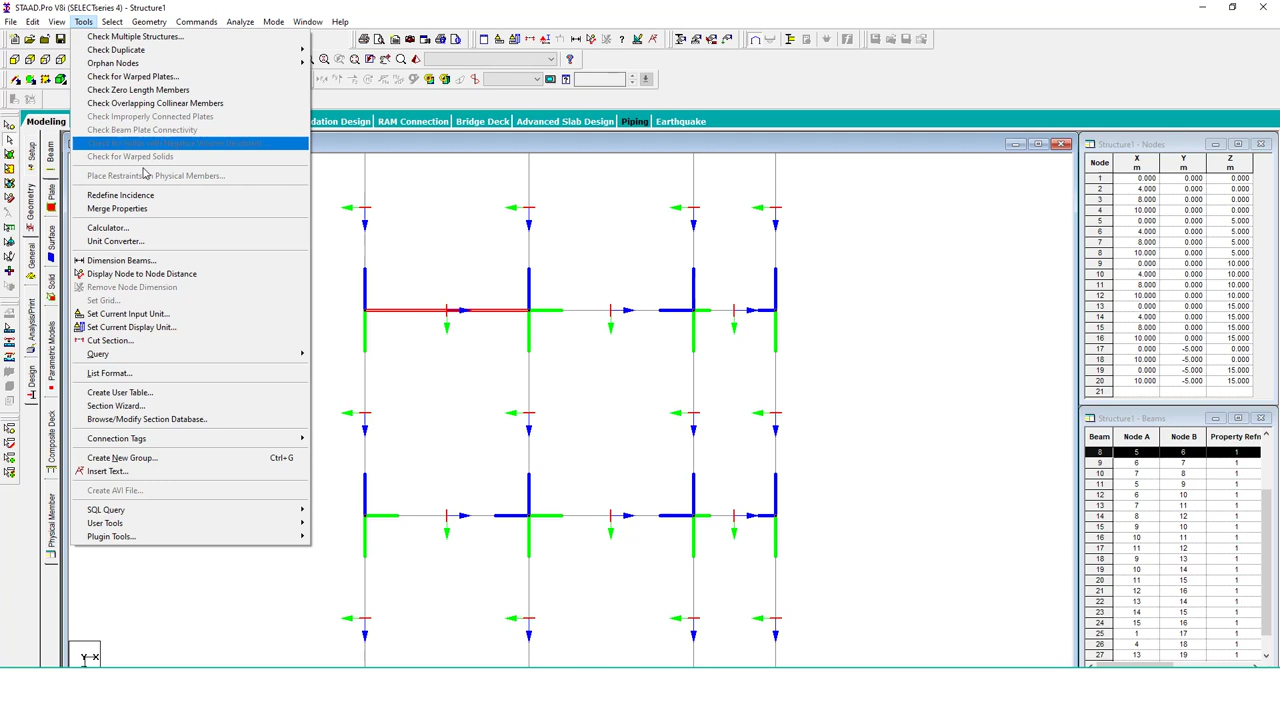 STAAD.Pro V8i (SELECTseries 4) - Structure1
File Edit View Tools Select Geometry Commands Analyze Mode Window Help
Check Multiple Structures...
Check Duplicate
Orphan Nodes
Check for Warped Plates...
Check Zero Length Members
Check Overlapping Collinear Members
Check Improperly Connected Plates
Check Beam Plate Connectivity
Check for Warped Solids
Place Restraints on Physical Members...
Redefine Incidence
Merge Properties
Calculator...
Unit Converter...
Dimension Beams...
Display Node to Node Distance
Remove Node Dimension
Set Grid...
Set Current Input Unit...
Set Current Display Unit...
Cut Section...
Query
List Format...
Create User Table...
Section Wizard...
Browse/Modify Section Database..
Connection Tags
Create New Group... Ctrl+G
Insert Text...
Create AVI File...
SQL Query
User Tools
Plugin Tools...
Modeling
dation Design RAM Connection Bridge Deck Advanced Slab Design Piping Earthquake
Setup
Geometry
General
Analysis/Print
Design
Beam
Plate
Surface
Solid
Parametric Models
Composite Deck
Physical Member
Structure1 - Nodes
Node X m Y m Z m
1 0.000 0.000 0.000
2 4.000 0.000 0.000
3 8.000 0.000 0.000
4 10.000 0.000 0.000
5 0.000 0.000 5.000
6 4.000 0.000 5.000
7 8.000 0.000 5.000
8 10.000 0.000 5.000
9 0.000 0.000 10.000
10 4.000 0.000 10.000
11 8.000 0.000 10.000
12 10.000 0.000 10.000
13 0.000 0.000 15.000
14 4.000 0.000 15.000
15 8.000 0.000 15.000
16 10.000 0.000 15.000
17 0.000 -5.000 0.000
18 10.000 -5.000 0.000
19 0.000 -5.000 15.000
20 10.000 -5.000 15.000
21
Structure1 - Beams
Beam Node A Node B Property Refn
8 5 6 1
9 6 7 1
10 7 8 1
11 5 9 1
12 6 10 1
13 7 11 1
14 8 12 1
15 9 10 1
16 10 11 1
17 11 12 1
18 9 13 1
19 10 14 1
20 11 15 1
21 12 16 1
22 13 14 1
23 14 15 1
24 15 16 1
25 1 17 1
26 4 18 1
27 13 19 1
Y X